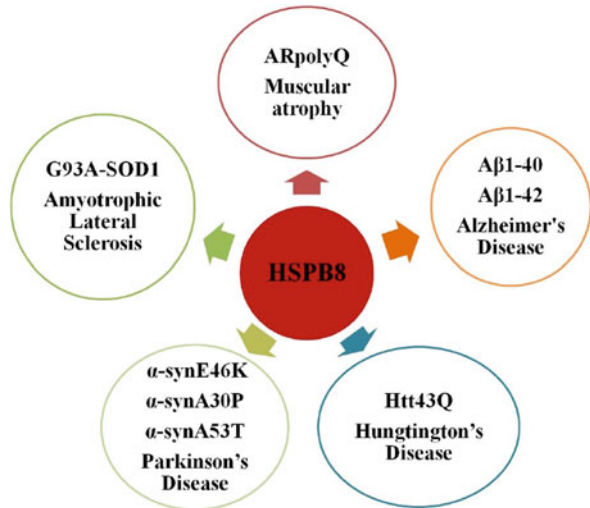 ARpolyQ
Muscular
atrophy
G93A-SOD1
Amyotrophic
Lateral
Sclerosis
Aβ1-40
Aβ1-42
Alzheimer's
Disease
HSPB8
α-synE46K
α-synA30P
α-synA53T
Parkinson's
Disease
Htt43Q
Hungtington's
Disease